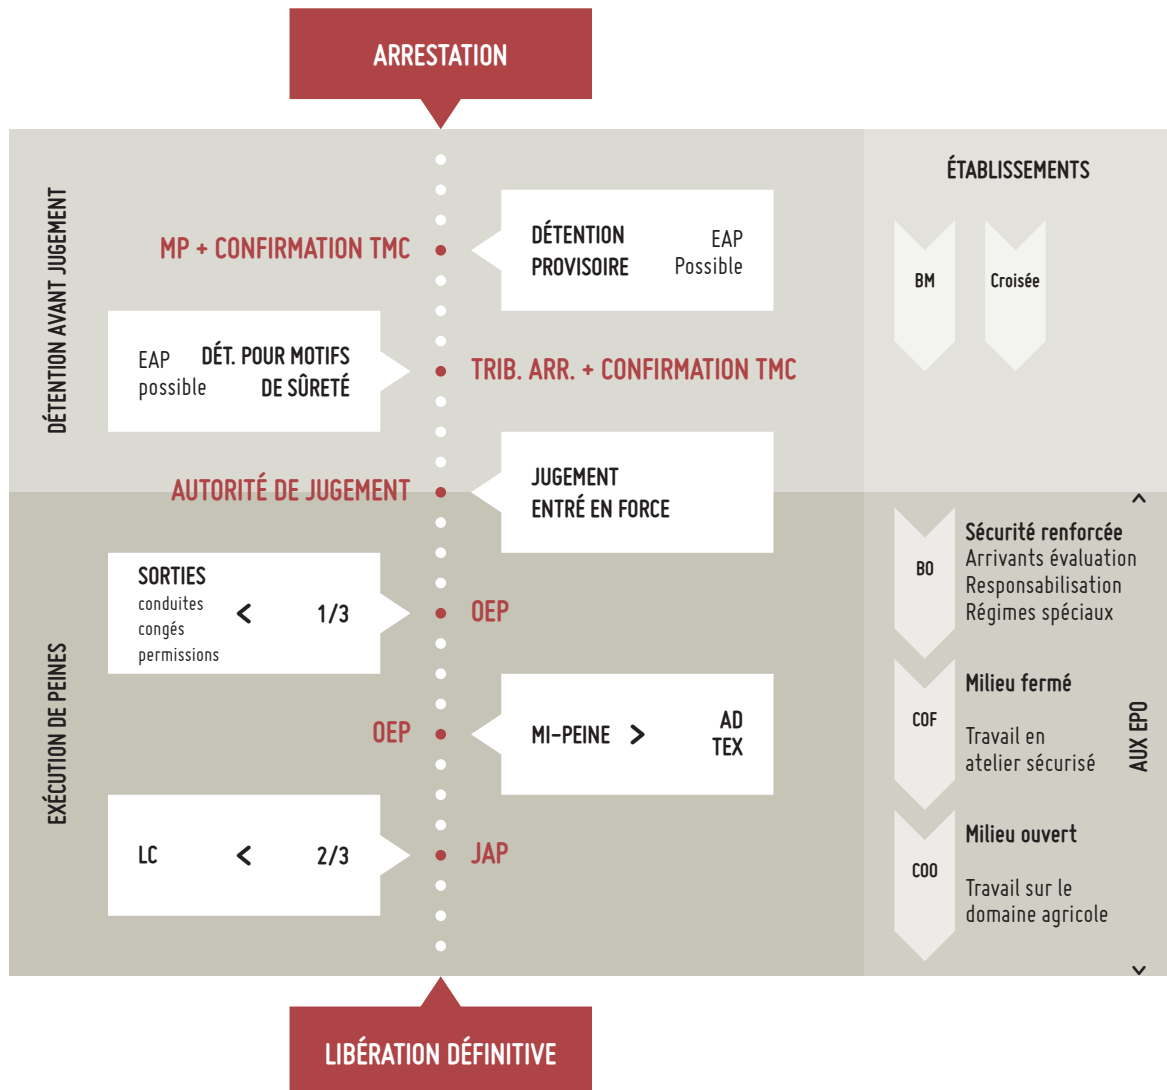 ARRESTATION
DÉTENTION AVANT JUGEMENT
MP + CONFIRMATION TMC
DÉTENTION
PROVISOIRE
EAP
Possible
EAP
possible
DÉT. POUR MOTIFS
DE SÛRETÉ
TRIB. ARR. + CONFIRMATION TMC
AUTORITÉ DE JUGEMENT
JUGEMENT
ENTRÉ EN FORCE
EXÉCUTION DE PEINES
SORTIES
conduites
congés
permissions
< 1/3
OEP
OEP
MI-PEINE >
AD
TEX
LC < 2/3
JAP
ÉTABLISSEMENTS
BM
Croisée
BO
Sécurité renforcée
Arrivants évaluation
Responsabilisation
Régimes spéciaux
COF
Milieu fermé
Travail en
atelier sécurisé
COO
Milieu ouvert
Travail sur le
domaine agricole
AUX EPO
LIBÉRATION DÉFINITIVE